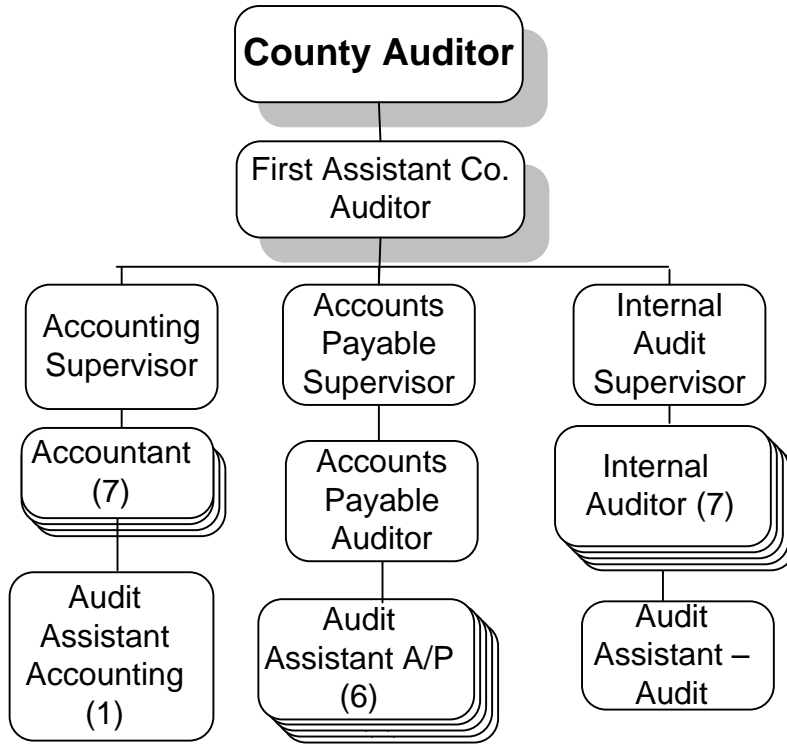 County Auditor
First Assistant Co.
Auditor
Accounting
Supervisor
Accounts
Payable
Supervisor
Internal
Audit
Supervisor
Accountant
(7)
Accounts
Payable
Auditor
Internal
Auditor (7)
Audit
Assistant
Accounting
(1)
Audit
Assistant A/P
(6)
Audit
Assistant –
Audit